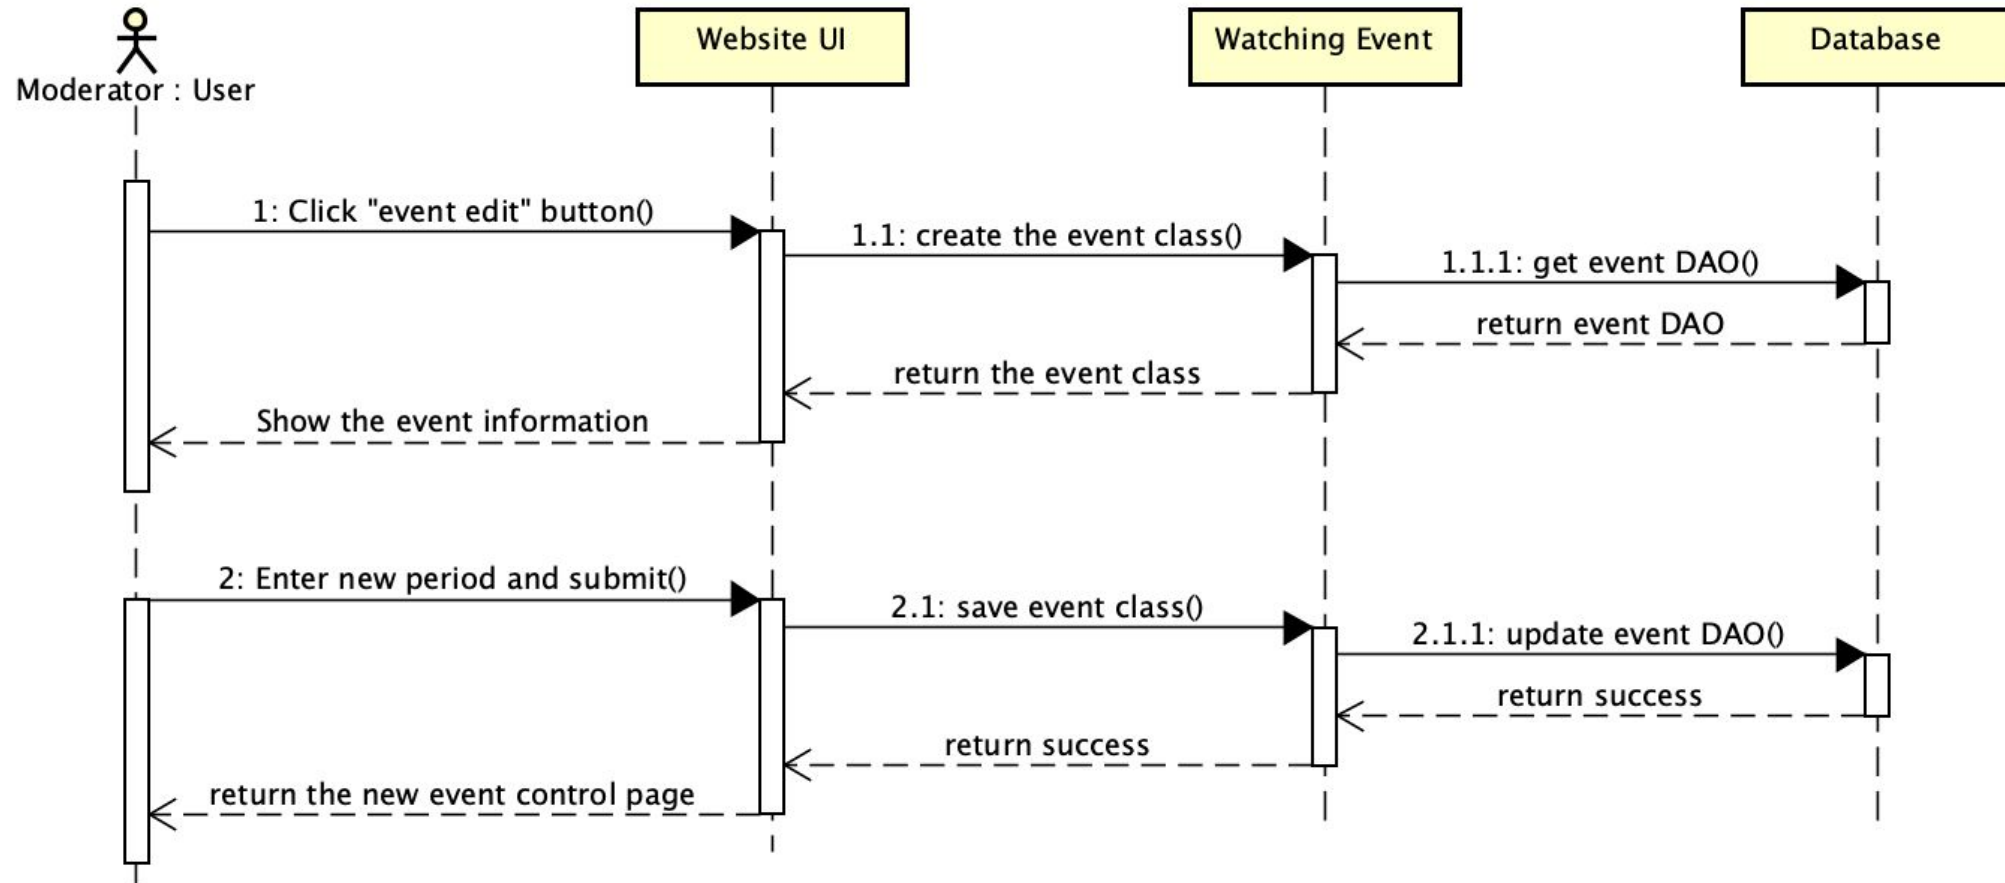 Moderator : User
Website UI
Watching Event
Database
1: Click "event edit" button()
1.1: create the event class()
1.1.1: get event DAO()
return event DAO
return the event class
Show the event information
2: Enter new period and submit()
2.1: save event class()
2.1.1: update event DAO()
return success
return success
return the new event control page